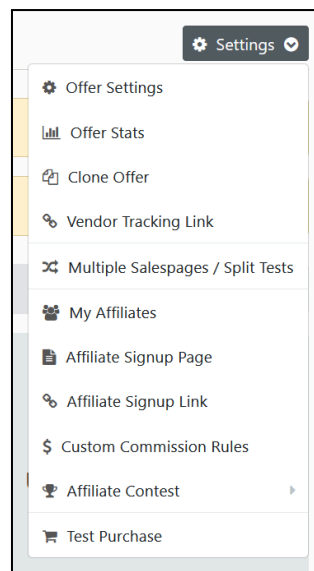 Settings
Offer Settings
Offer Stats
Clone Offer
Vendor Tracking Link
Multiple Salespages / Split Tests
My Affiliates
Affiliate Signup Page
Affiliate Signup Link
$ Custom Commission Rules
Affiliate Contest
Test Purchase